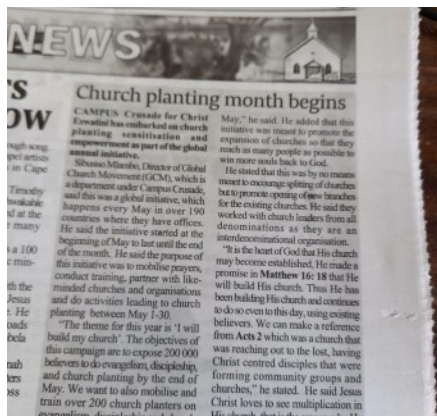 NEWS
Church planting month begins
CAMPUS Crusade for Christ
Eswatini has embarked on church
planting sensitisation and
empowerment as part of the global
annual initiative.
Sibusiso Mlambo, Director of Global
Church Movement (GCM), which is
a department under Campus Crusade,
said this was a global initiative, which
happens every May in over 190
countries where they have offices.
He said the initiative started at the
beginning of May to last until the end
of the month. He said the purpose of
this initiative was to mobilise prayers,
conduct training, partner with like-
minded churches and organisations
and do activities leading to church
planting between May 1-30.
"The theme for this year is 'I will
build my church'. The objectives of
this campaign are to expose 200 000
believers to do evangelism, discipleship,
and church planting by the end of
May. We want to also mobilise and
train over 200 church planters on
May," he said. He added that this
initiative was meant to promote the
expansion of churches so that they
reach as many people as possible to
win more souls back to God.
He stated that this was by no means
meant to encourage splitting of churches
but to promote opening of new branches
for the existing churches. He said they
worked with church leaders from all
denominations as they are an
interdenominational organisation.
"It is the heart of God that His church
may become established. He made a
promise in Matthew 16: 18 that He
will build His church. Thus He has
been building His church and continues
to do so even to this day, using existing
believers. We can make a reference
from Acts 2 which was a church that
was reaching out to the lost, having
Christ centred disciples that were
forming community groups and
churches," he stated. He said Jesus
Christ loves to see multiplication in
OW
ough song
pel artists
in Cape
Timothy
d at the
many
a 100
c min-
th the
Jesus
. He
oads
bela
nah
ters
oss